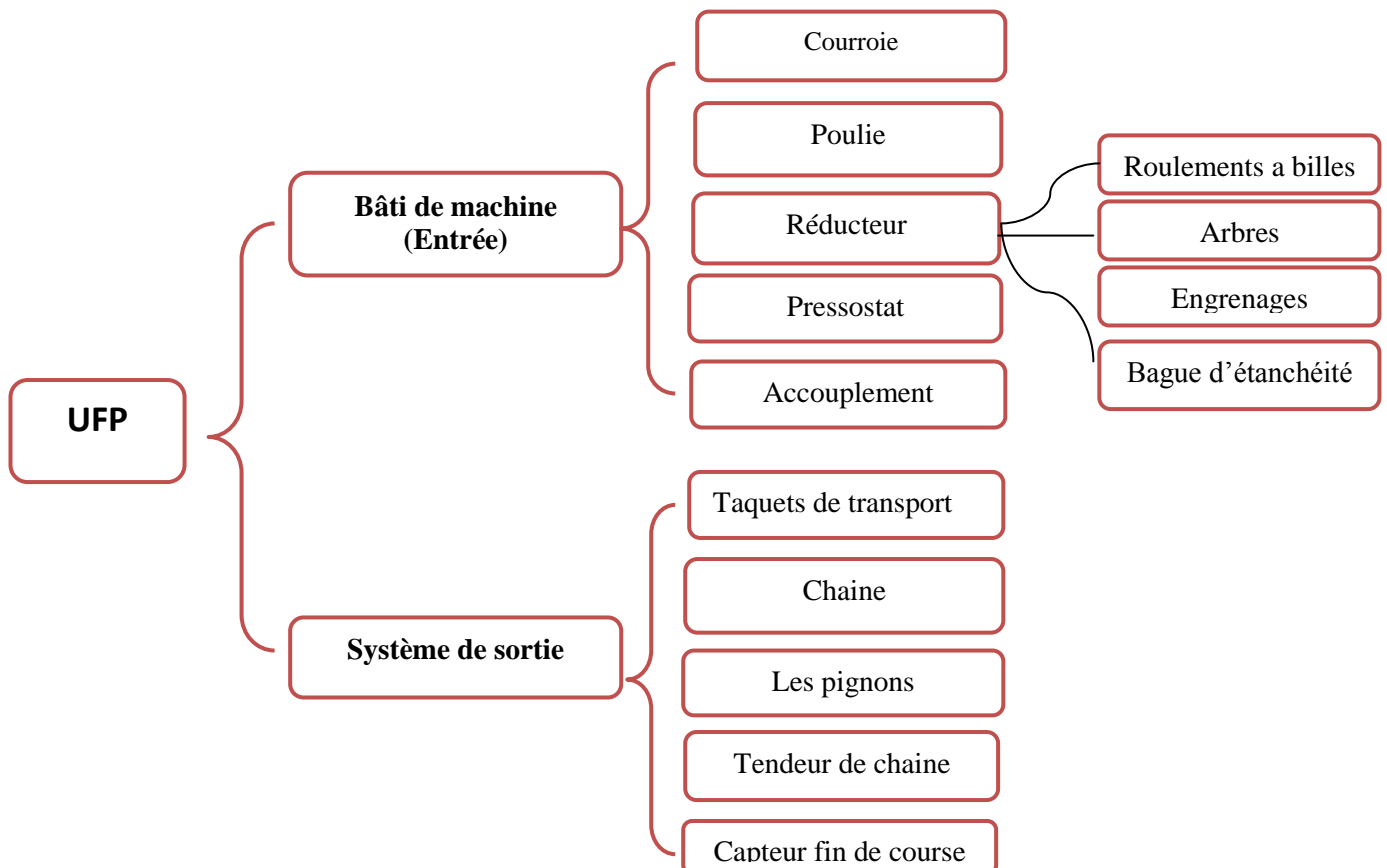 UFP
Bâti de machine
(Entrée)
Courroie
Poulie
Réducteur
Pressostat
Accouplement
Roulements a billes
Arbres
Engrenages
Bague d’étanchéité
Système de sortie
Taquets de transport
Chaine
Les pignons
Tendeur de chaine
Capteur fin de course